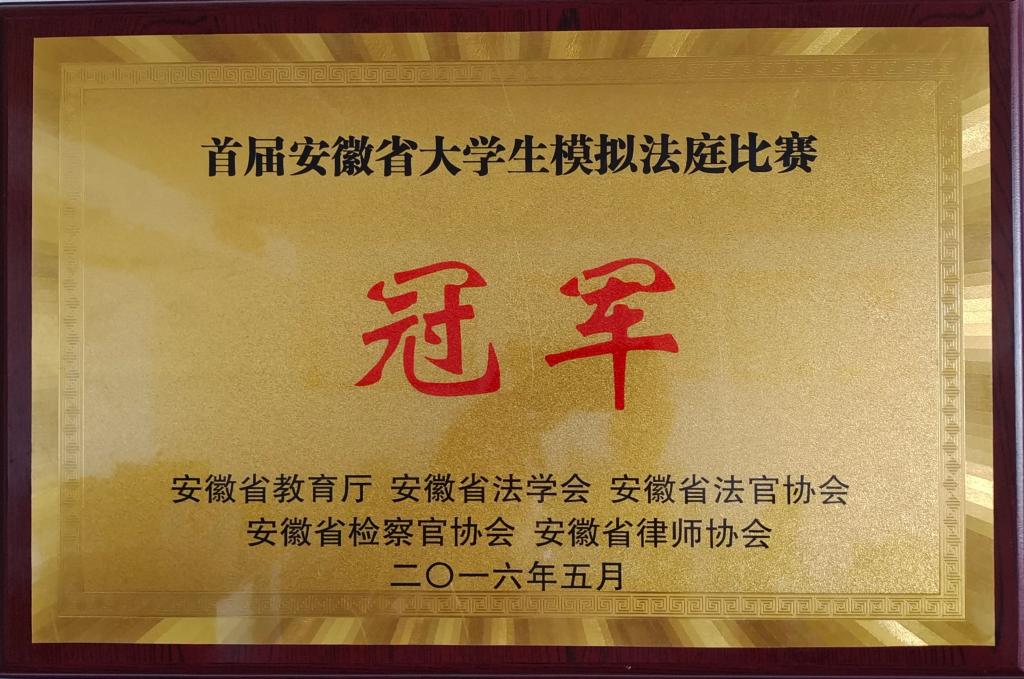 首届安徽省大学生模拟法庭比赛
冠军
安徽省教育厅 安徽省法学会 安徽省法官协会
安徽省检察官协会 安徽省律师协会
二〇一六年五月